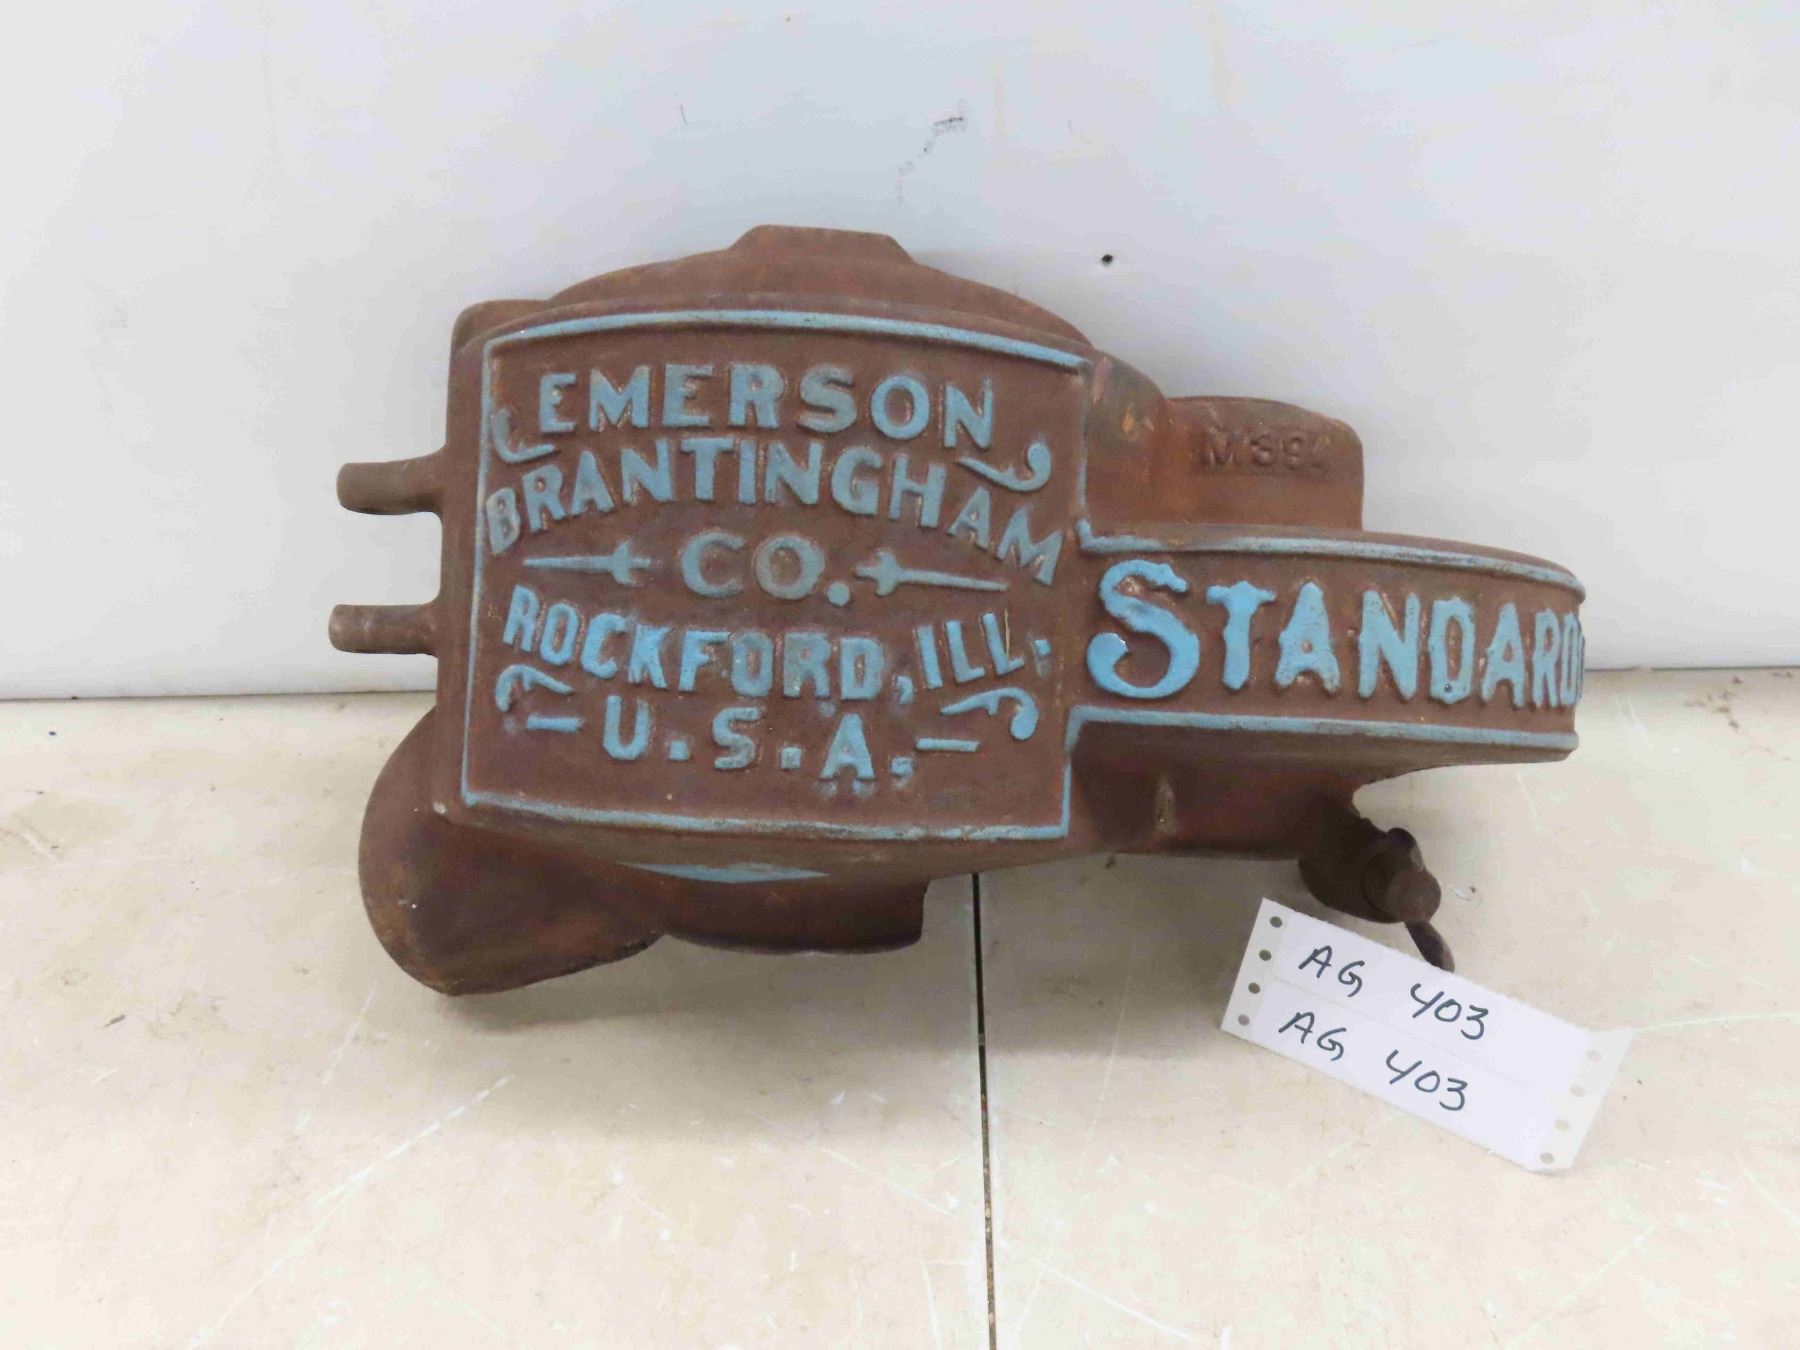 EMERSON
BRANTINGHAM
CO.
ROCKFORD, ILL.
U.S.A.
STANDARD
AG 403
AG 403